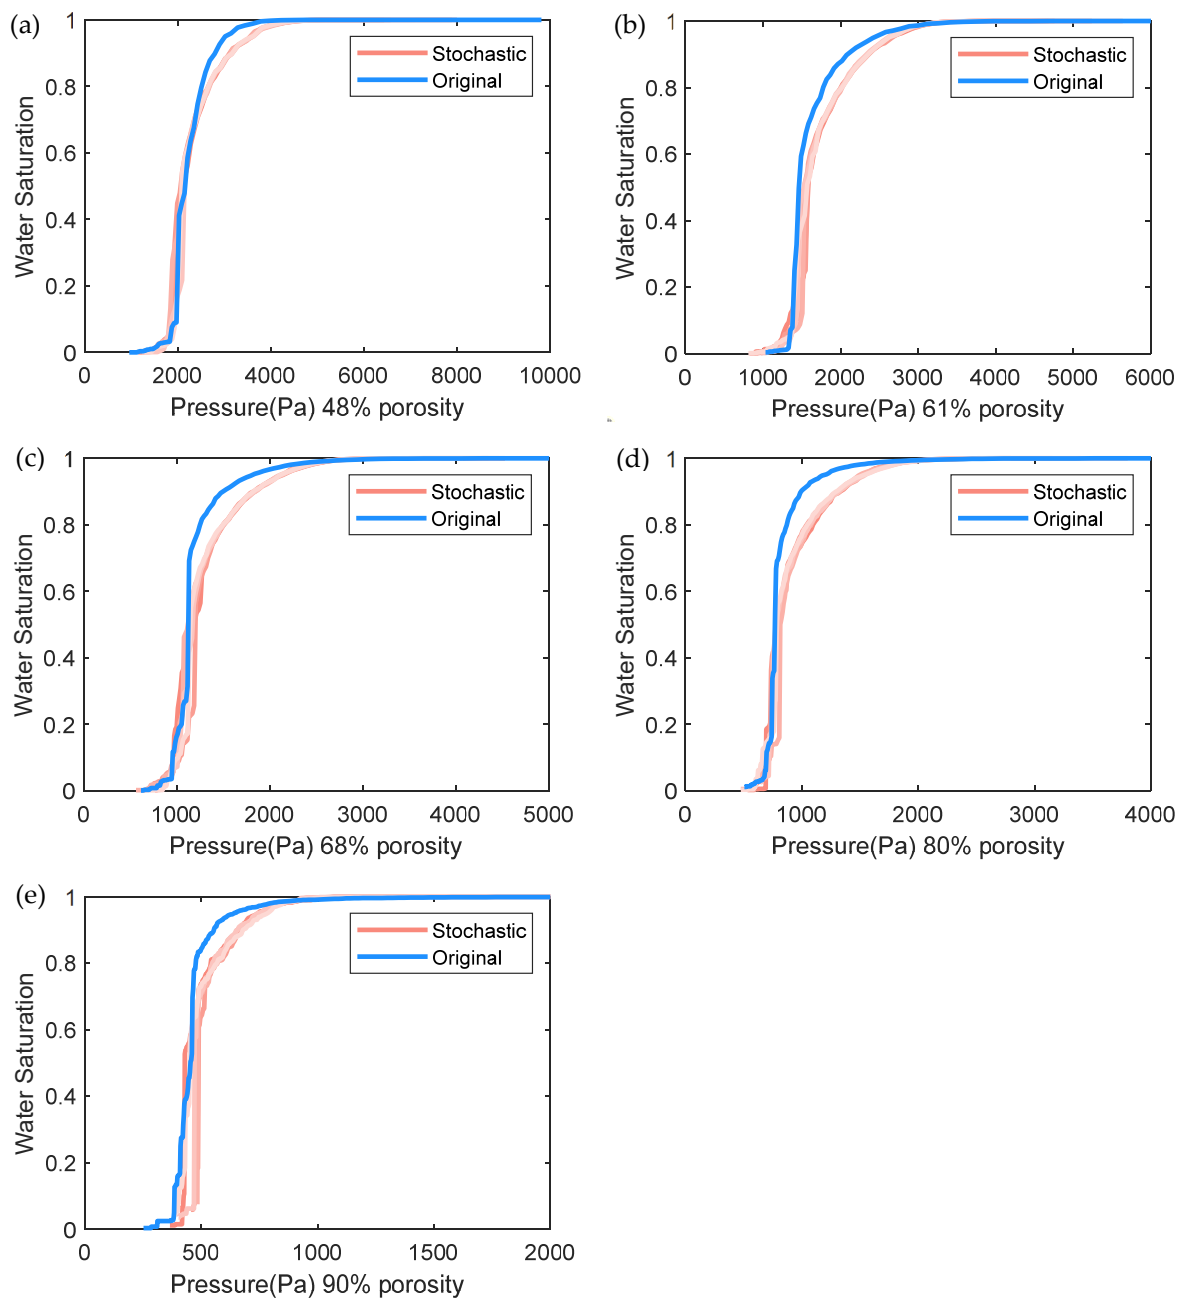 (a)
1
0.8
0.6
0.4
0.2
0
Water Saturation
Stochastic
Original
0 2000 4000 6000 8000 10000
Pressure(Pa) 48% porosity
(b)
1
0.8
0.6
0.4
0.2
0
Water Saturation
Stochastic
Original
0 1000 2000 3000 4000 5000 6000
Pressure(Pa) 61% porosity
(c)
1
0.8
0.6
0.4
0.2
0
Water Saturation
Stochastic
Original
0 1000 2000 3000 4000 5000
Pressure(Pa) 68% porosity
(d)
1
0.8
0.6
0.4
0.2
0
Water Saturation
Stochastic
Original
0 1000 2000 3000 4000
Pressure(Pa) 80% porosity
(e)
1
0.8
0.6
0.4
0.2
0
Water Saturation
Stochastic
Original
0 500 1000 1500 2000
Pressure(Pa) 90% porosity